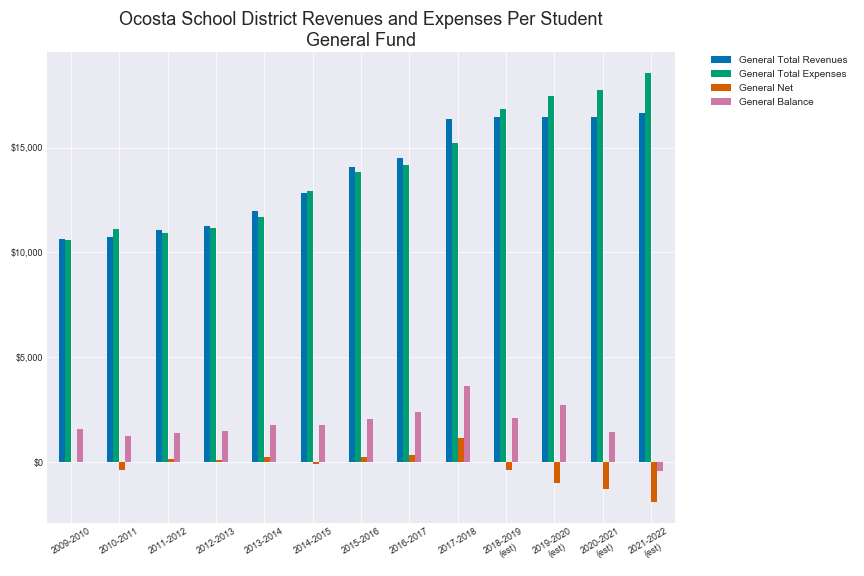 Ocosta School District Revenues and Expenses Per Student
General Fund
General Total Revenues
General Total Expenses
General Net
General Balance
$15,000
$10,000
$5,000
$0
2009-2010
2010-2011
2011-2012
2012-2013
2013-2014
2014-2015
2015-2016
2016-2017
2017-2018
2018-2019
(est)
2019-2020
(est)
2020-2021
(est)
2021-2022
(est)